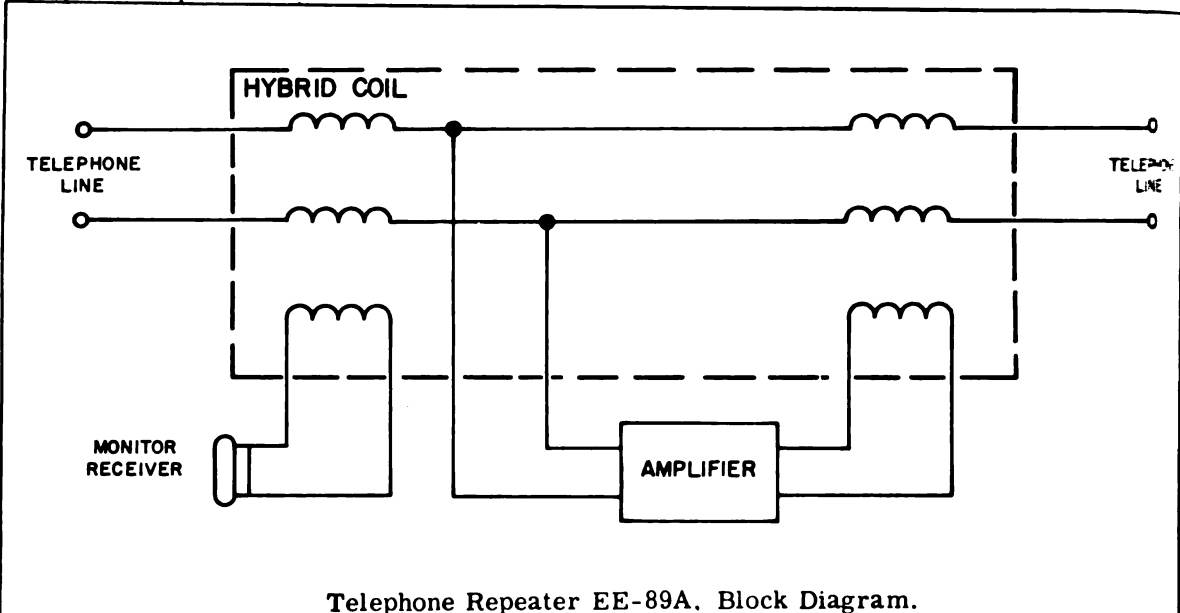 HYBRID COIL
TELEPHONE
LINE
LINE
MONITOR
RECEIVER
AMPLIFIER
Telephone Repeater EE-89A, Block Diagram.